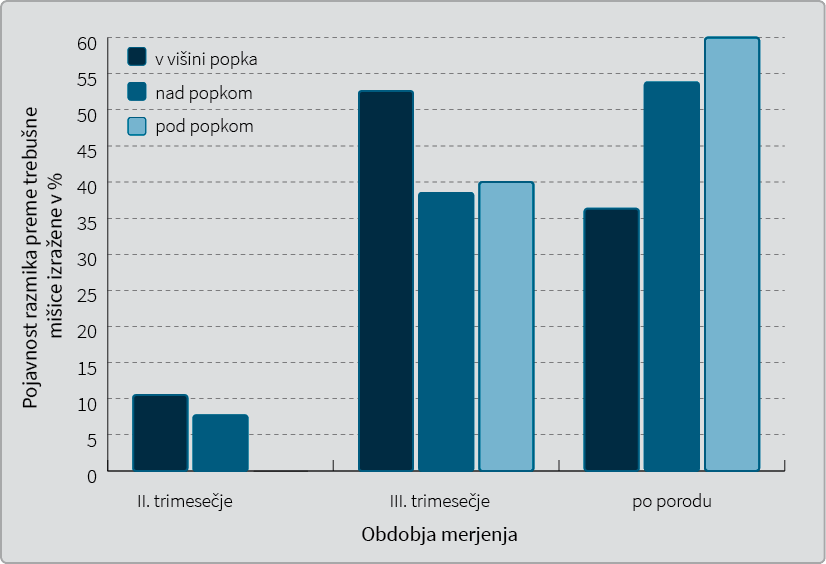 60
55
50
45
40
35
30
25
20
15
10
5
0
v višini popka
nad popkom
pod popkom
Pojavnost razmika preme trebušne
mišice izražene v %
II. trimesečje
III. trimesečje
po porodu
Obdobja merjenja